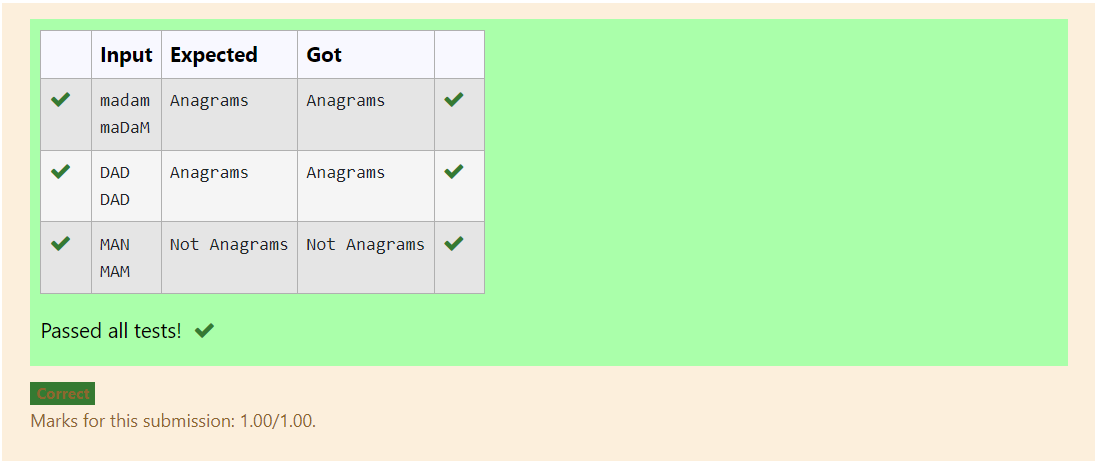 Input Expected Got
madam Anagrams Anagrams
maDaM
DAD Anagrams Anagrams
DAD
MAN Not Anagrams Not Anagrams
MAM
Passed all tests!
Correct
Marks for this submission: 1.00/1.00.